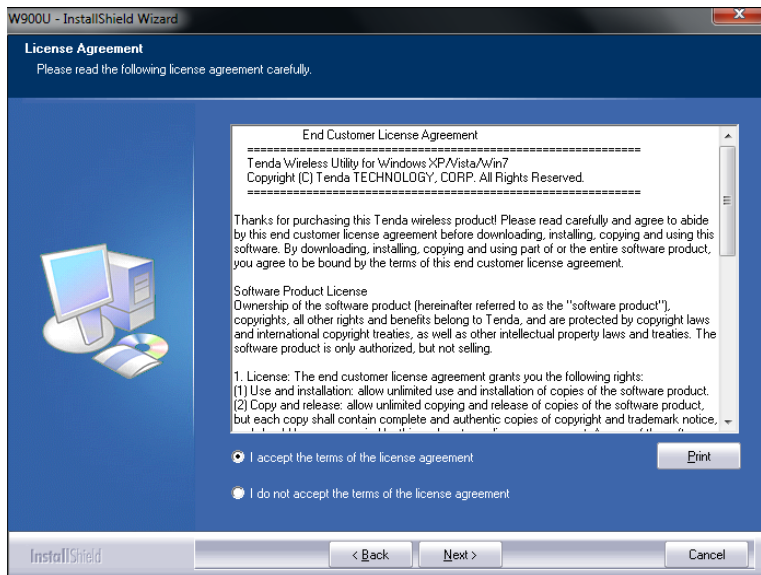 W900U - InstallShield Wizard
License Agreement
Please read the following license agreement carefully.
End Customer License Agreement
=========================================================
Tenda Wireless Utility for Windows XP/Vista/Win7
Copyright (C) Tenda TECHNOLOGY, CORP. All Rights Reserved.
=========================================================
Thanks for purchasing this Tenda wireless product! Please read carefully and agree to abide
by this end customer license agreement before downloading, installing, copying and using this
software. By downloading, installing, copying and using part of or the entire software product,
you agree to be bound by the terms of this end customer license agreement.
Software Product License
Ownership of the software product (hereinafter referred to as the "software product"),
copyrights, all other rights and benefits belong to Tenda, and are protected by copyright laws
and international copyright treaties, as well as other intellectual property laws and treaties. The
software product is only authorized, but not selling.
1. License: The end customer license agreement grants you the following rights:
(1) Use and installation: allow unlimited use and installation of copies of the software product.
(2) Copy and release: allow unlimited copying and release of copies of the software product,
but each copy shall contain complete and authentic copies of copyright and trademark notice,
I accept the terms of the license agreement
Print
I do not accept the terms of the license agreement
InstallShield
< Back
Next >
Cancel